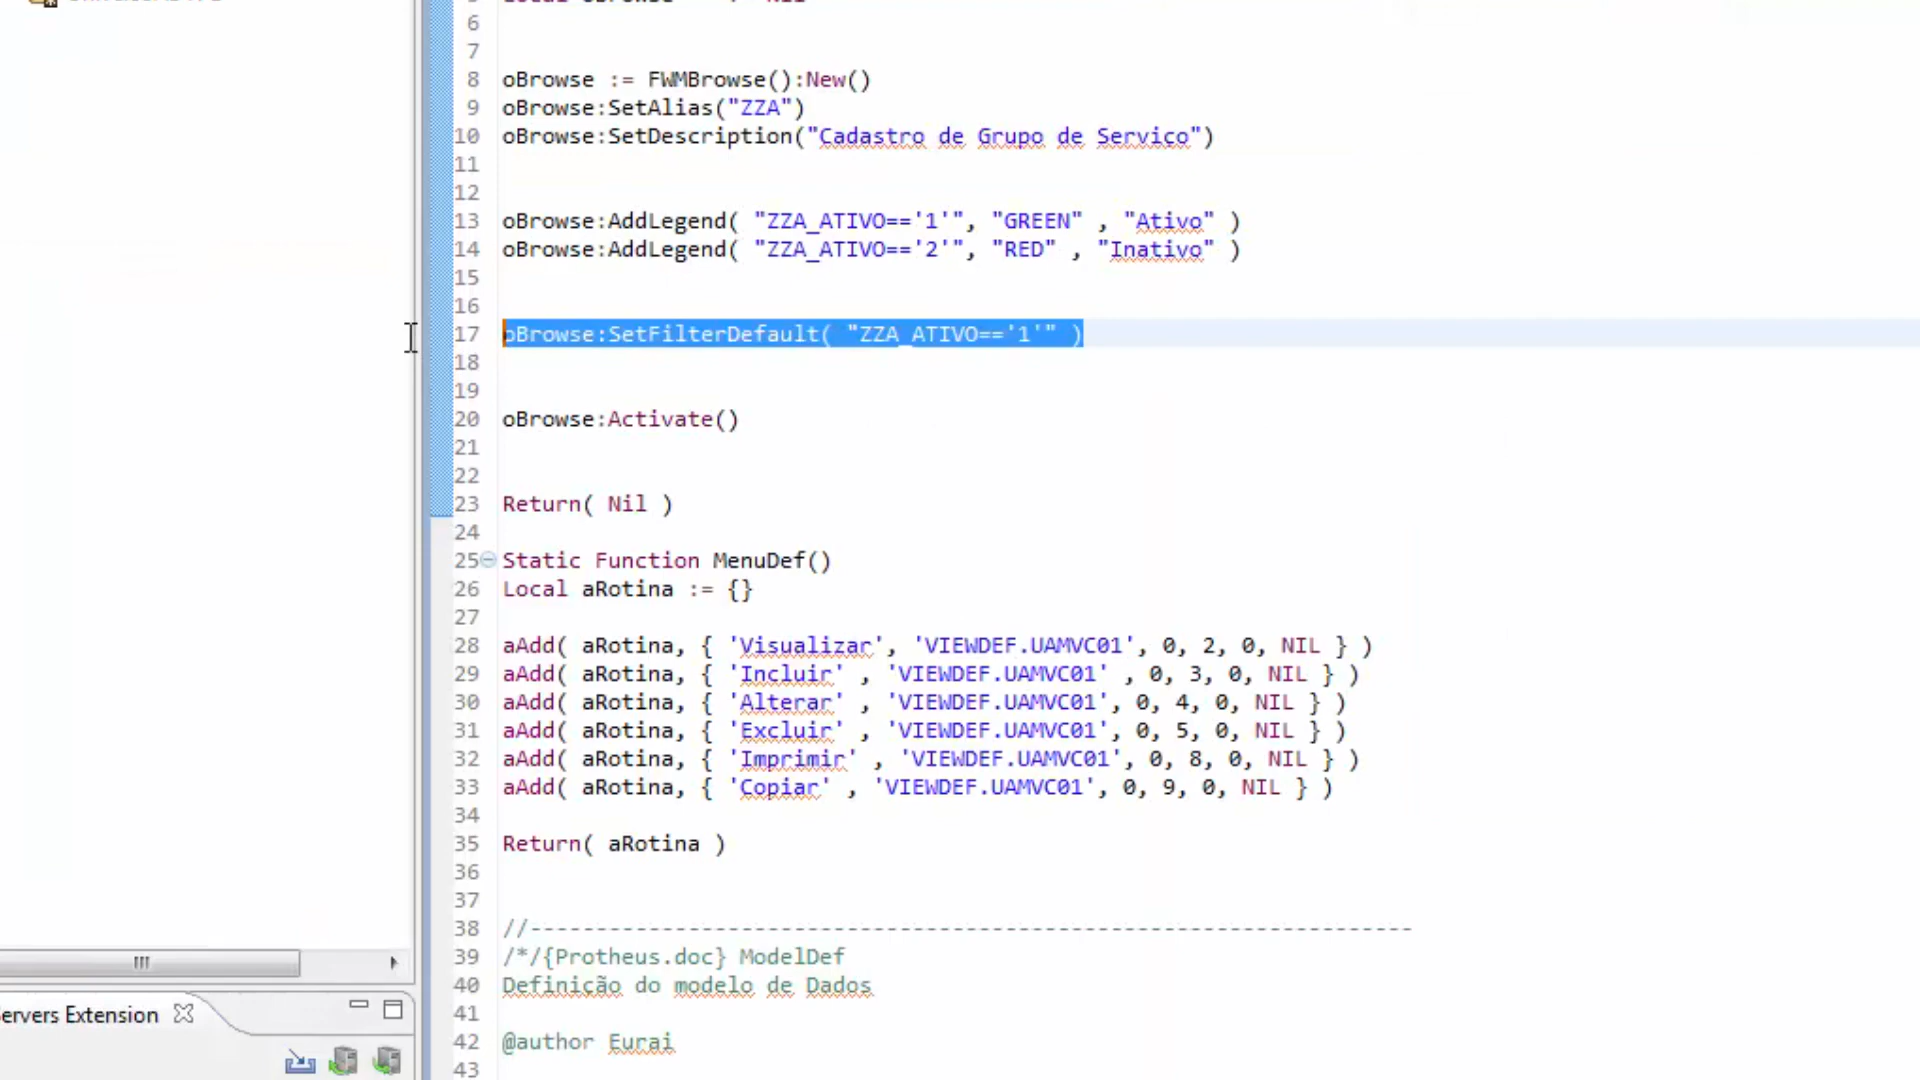 6
7
8 oBrowse := FWMBrowse():New()
9 oBrowse:SetAlias("ZZA")
10 oBrowse:SetDescription("Cadastro de Grupo de Serviço")
11
12
13 oBrowse:AddLegend( "ZZA_ATIVO=='1'", "GREEN" , "Ativo" )
14 oBrowse:AddLegend( "ZZA_ATIVO=='2'", "RED" , "Inativo" )
15
16
17 oBrowse:SetFilterDefault( "ZZA_ATIVO=='1'" )
18
19
20 oBrowse:Activate()
21
22
23 Return( Nil )
24
25 Static Function MenuDef()
26 Local aRotina := {}
27
28 aAdd( aRotina, { 'Visualizar', 'VIEWDEF.UAMVC01', 0, 2, 0, NIL } )
29 aAdd( aRotina, { 'Incluir' , 'VIEWDEF.UAMVC01' , 0, 3, 0, NIL } )
30 aAdd( aRotina, { 'Alterar' , 'VIEWDEF.UAMVC01', 0, 4, 0, NIL } )
31 aAdd( aRotina, { 'Excluir' , 'VIEWDEF.UAMVC01', 0, 5, 0, NIL } )
32 aAdd( aRotina, { 'Imprimir' , 'VIEWDEF.UAMVC01', 0, 8, 0, NIL } )
33 aAdd( aRotina, { 'Copiar' , 'VIEWDEF.UAMVC01', 0, 9, 0, NIL } )
34
35 Return( aRotina )
36
37
38 //-------------------------------------------------------------------
39 /*/{Protheus.doc} ModelDef
40 Definição do modelo de Dados
41
42 @author Eurai
43
ervers Extension